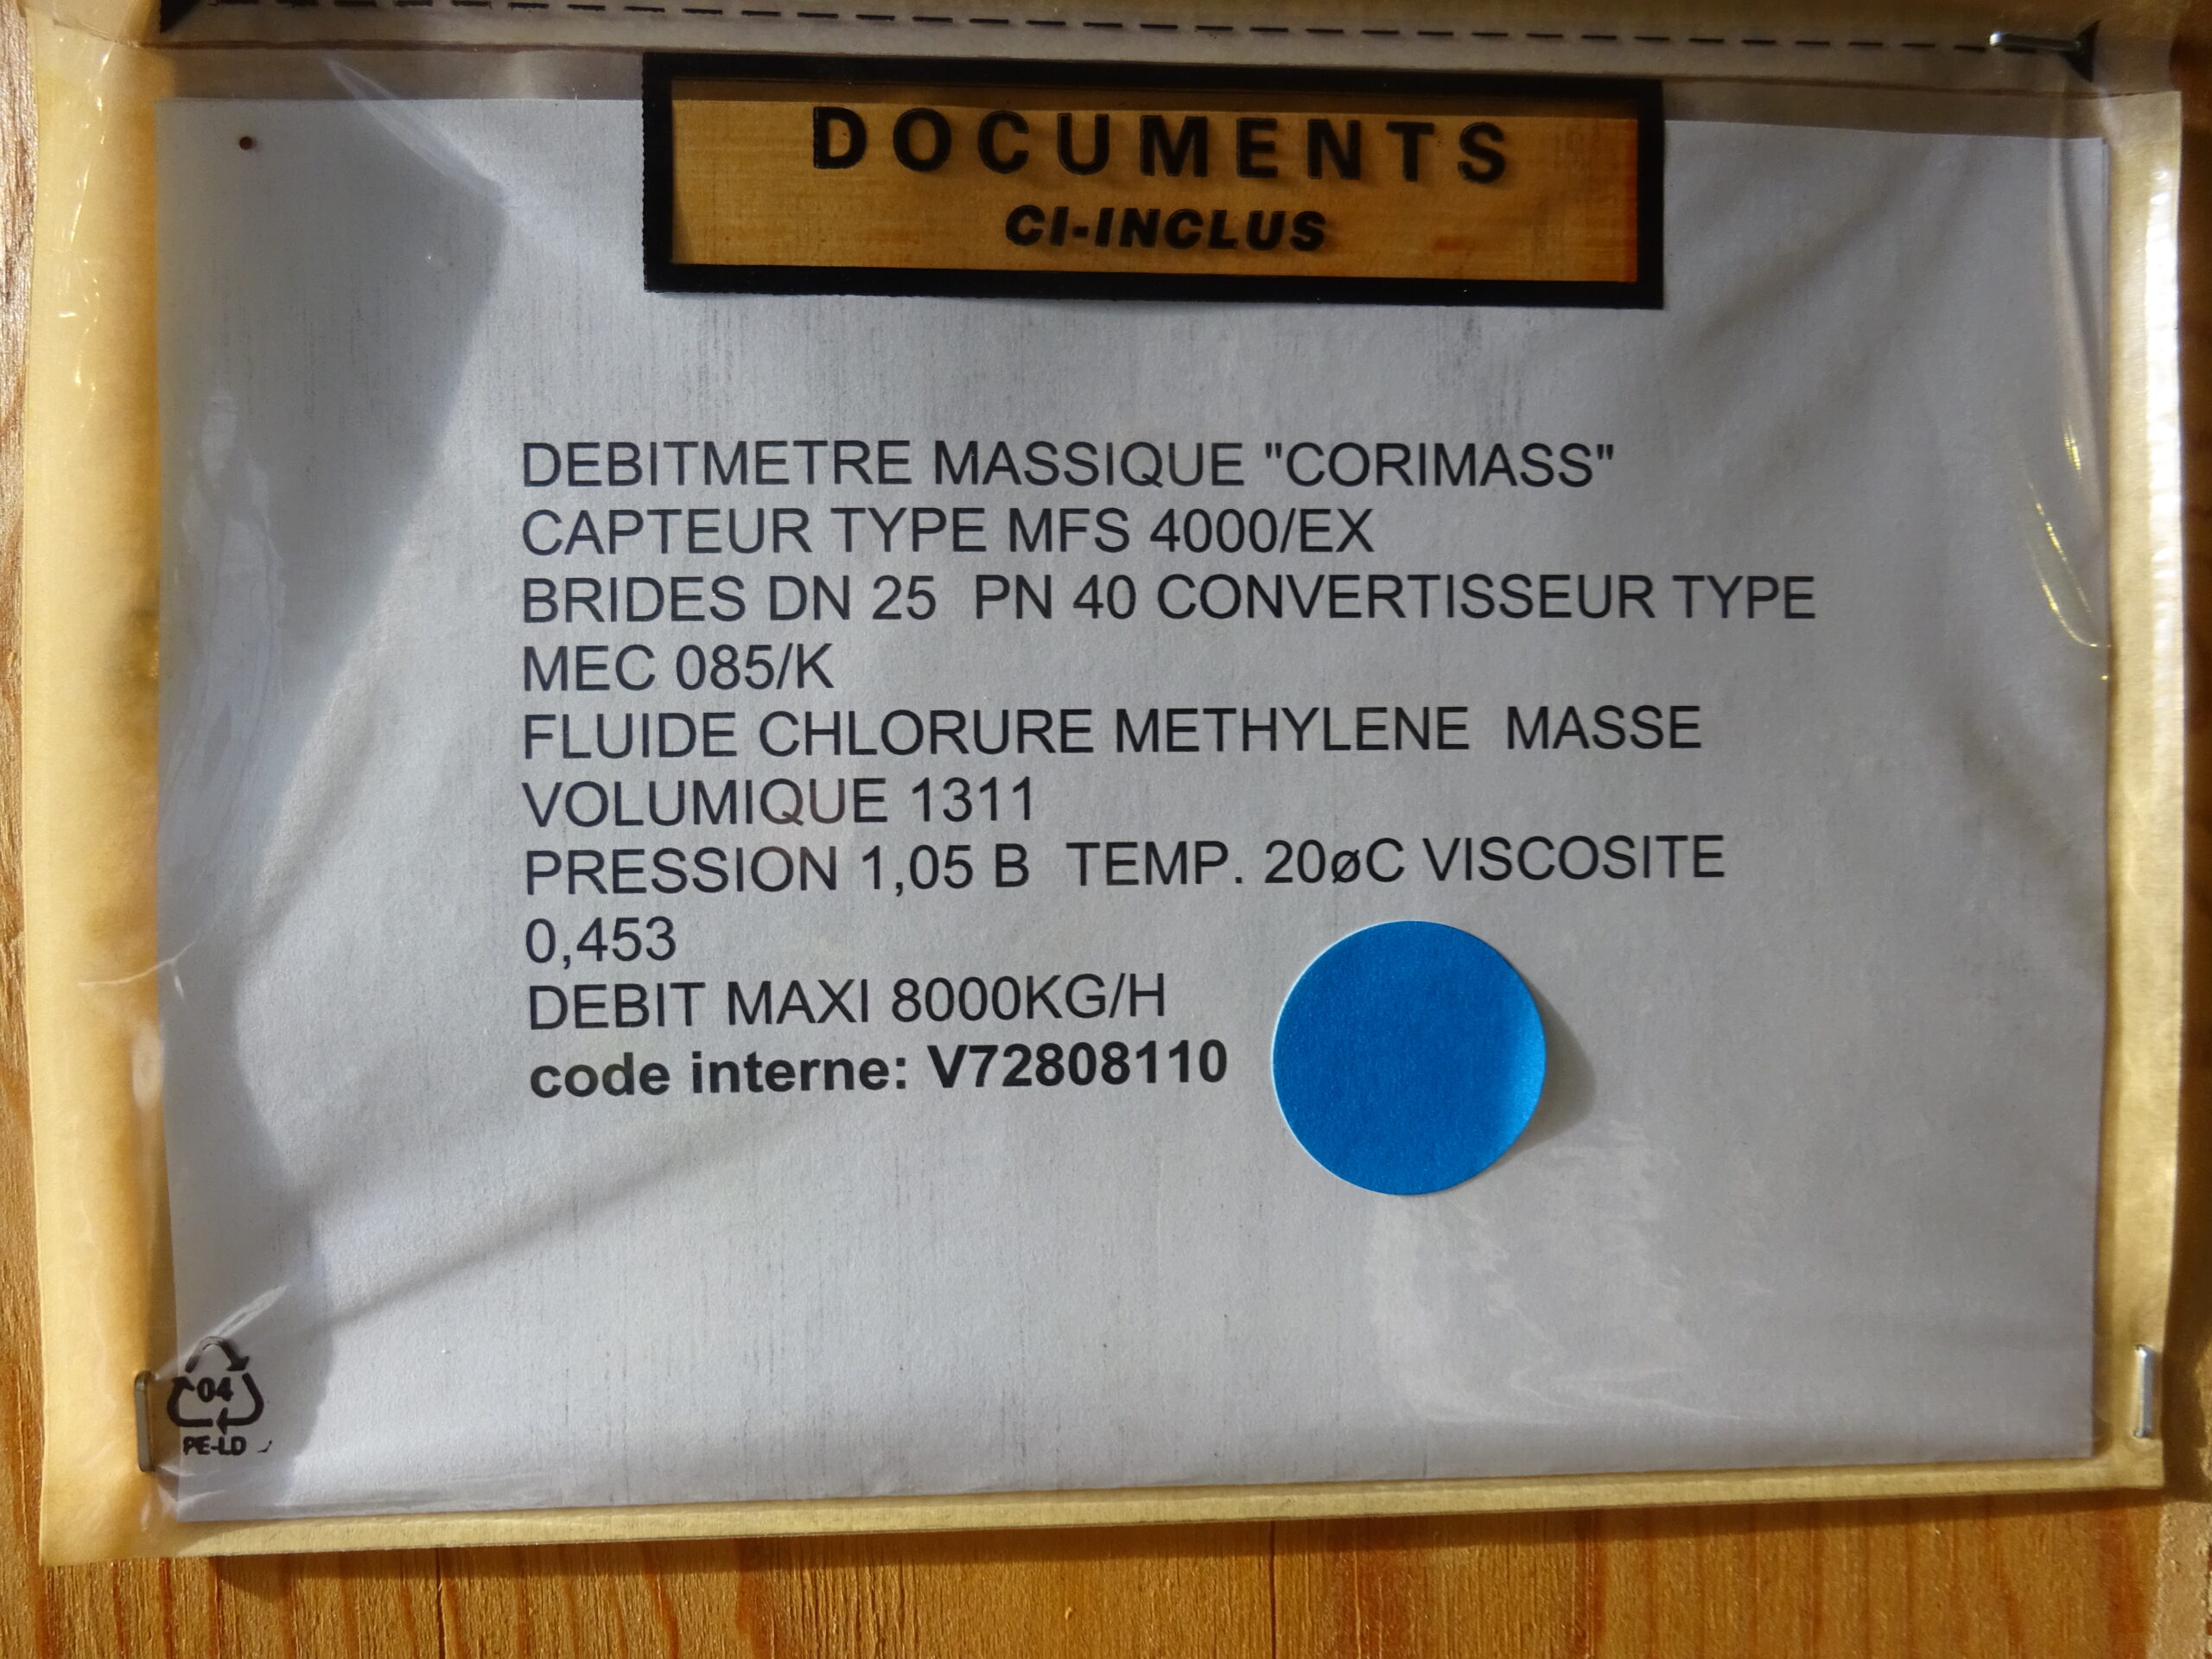 DOCUMENTS
CI-INCLUS
DEBITMETRE MASSIQUE "CORIMASS"
CAPTEUR TYPE MFS 4000/EX
BRIDES DN 25  PN 40 CONVERTISSEUR TYPE
MEC 085/K
FLUIDE CHLORURE METHYLENE  MASSE
VOLUMIQUE 1311
PRESSION 1,05 B  TEMP. 20øC VISCOSITE
0,453
DEBIT MAXI 8000KG/H
code interne: V72808110
04
PE-LD